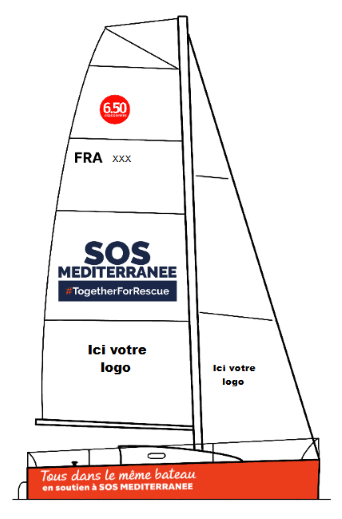 6.50
FRA xxx
SOS
MEDITERRANEE
#TogetherForRescue
Ici votre
logo
Ici votre
logo
Tous dans le même bateau
en soutien à SOS MEDITERRANEE